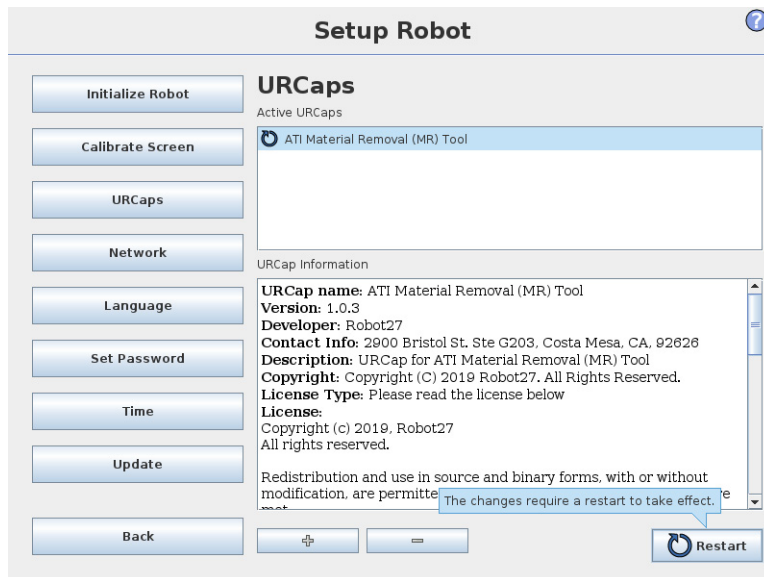 Setup Robot
?
Initialize Robot
Calibrate Screen
URCaps
Network
Language
Set Password
Time
Update
Back
URCaps
Active URCaps
ATI Material Removal (MR) Tool
URCap Information
URCap name: ATI Material Removal (MR) Tool
Version: 1.0.3
Developer: Robot27
Contact Info: 2900 Bristol St. Ste G203, Costa Mesa, CA, 92626
Description: URCap for ATI Material Removal (MR) Tool
Copyright: Copyright (C) 2019 Robot27. All Rights Reserved.
License Type: Please read the license below
License:
Copyright (c) 2019, Robot27
All rights reserved.
Redistribution and use in source and binary forms, with or without
modification, are
The changes require a restart to take effect.
Restart